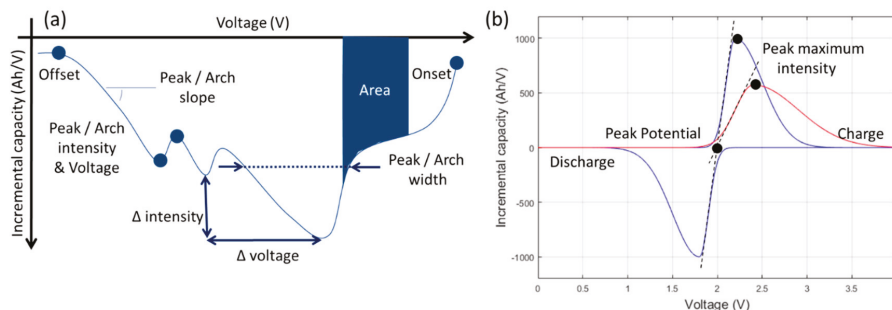 (a)
Voltage (V)
Incremental capacity (Ah/V)
Offset
Peak / Arch
slope
Peak / Arch
intensity
& Voltage
Area
Onset
Peak / Arch
width
Δ intensity
Δ voltage
(b)
Incremental capacity (Ah/V)
1000
500
0
-500
-1000
Peak maximum
intensity
Peak Potential
Charge
Discharge
0 1 1.5 2 2.5 3 3.5
Voltage (V)